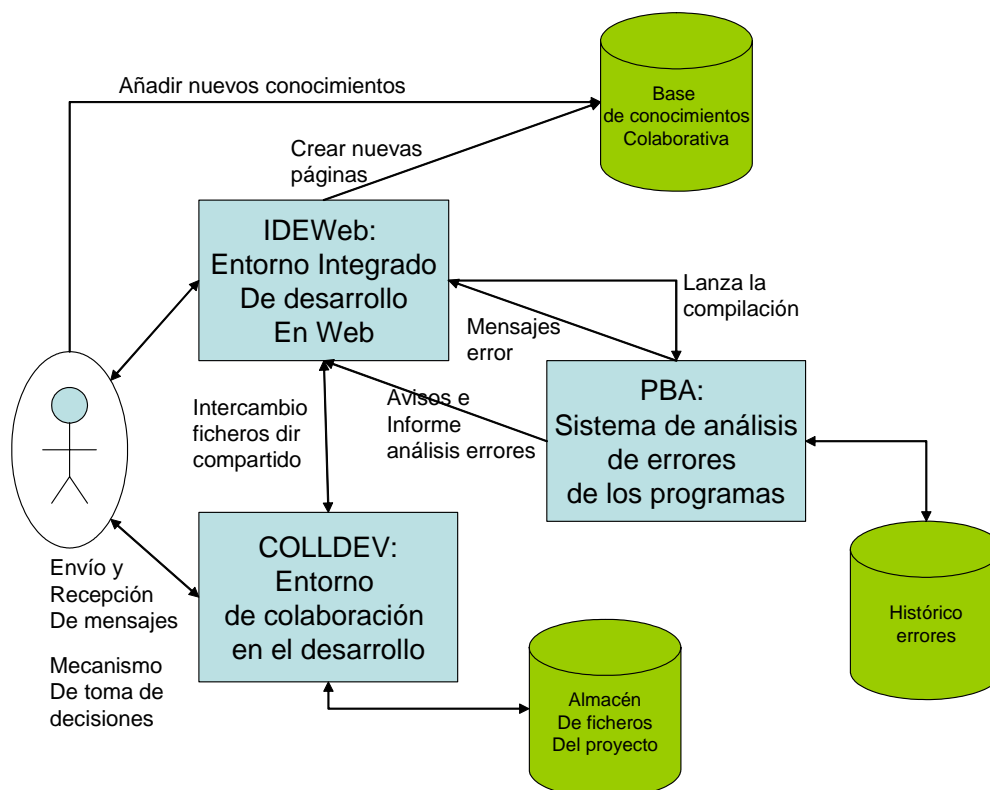 Añadir nuevos conocimientos
Base
de conocimientos
Colaborativa
Crear nuevas
páginas
IDEWeb:
Entorno Integrado
De desarrollo
En Web
Lanza la
compilación
Mensajes
error
PBA:
Sistema de análisis
de errores
de los programas
Intercambio
ficheros dir
compartido
Avisos e
Informe
análisis errores
COLLDEV:
Entorno
de colaboración
en el desarrollo
Envío y
Recepción
De mensajes
Mecanismo
De toma de
decisiones
Histórico
errores
Almacén
De ficheros
Del proyecto